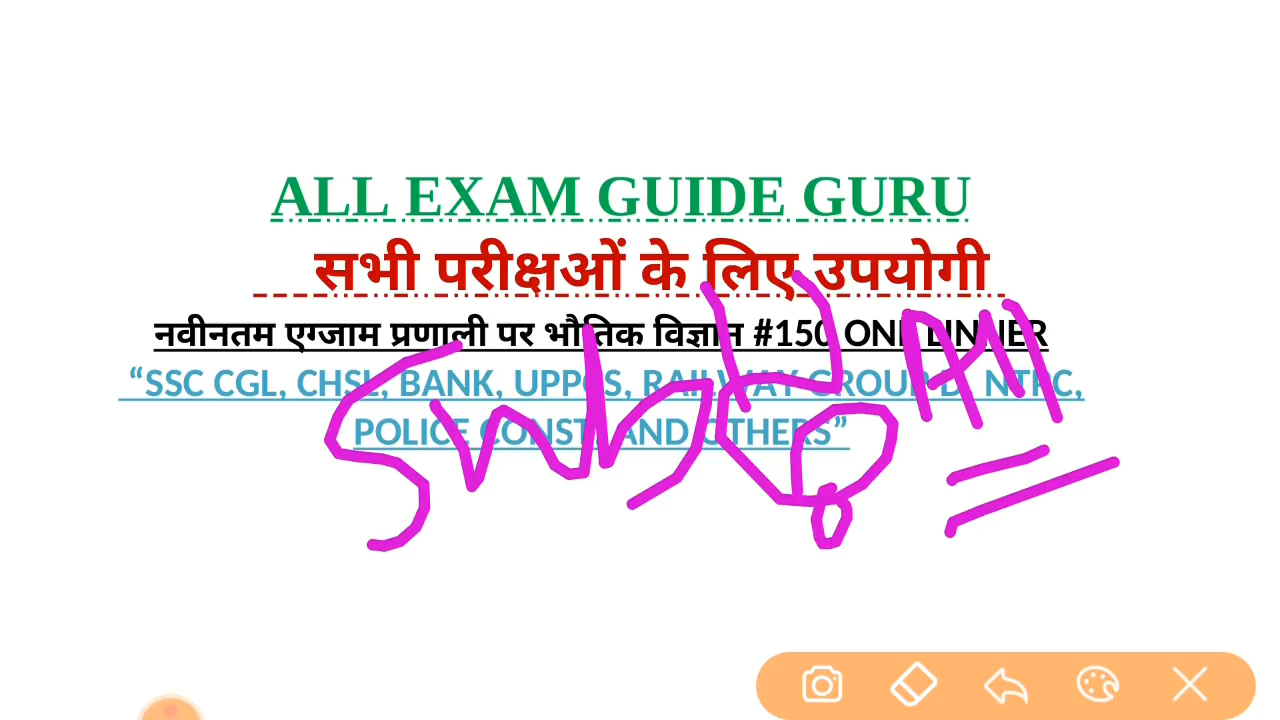 ALL EXAM GUIDE GURU
सभी परीक्षओं के लिए उपयोगी
नवीनतम एग्जाम प्रणाली पर भौतिक विज्ञान #150 ONE LINNER
“SSC CGL, CHSL, BANK, UPPCS, RAILWAY GROUP D, NTPC,
POLICE CONST, AND OTHERS”